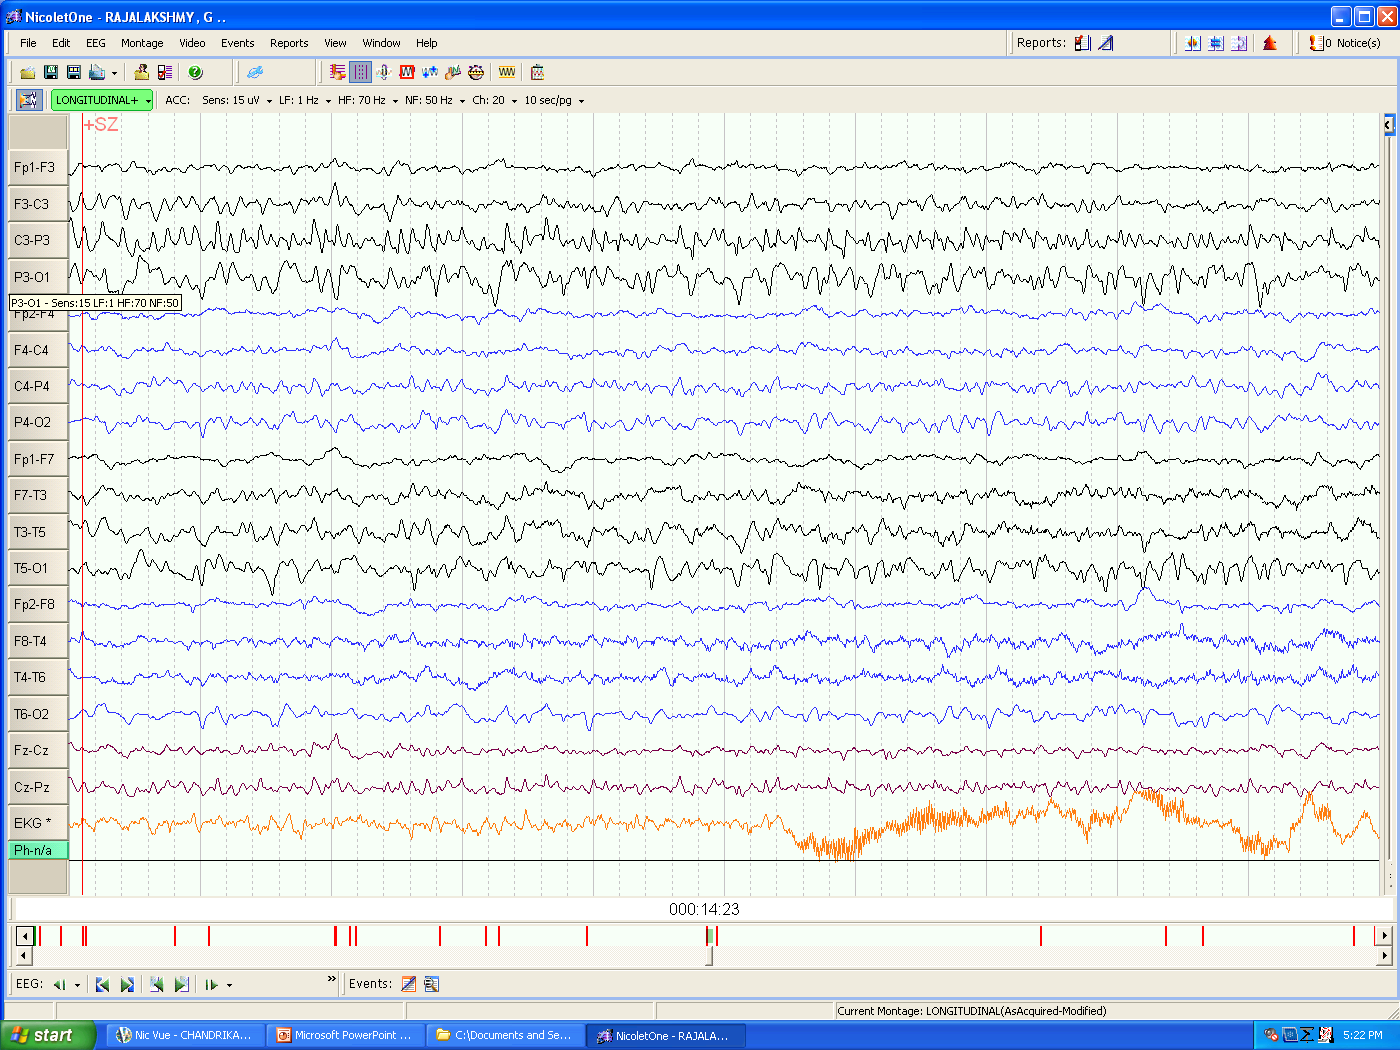 NicoletOne - RAJALAKSHMY , G ..
File Edit EEG Montage Video Events Reports View Window Help
Reports:
0 Notice(s)
LONGITUDINAL+ ACC: Sens: 15 uV LF: 1 Hz HF: 70 Hz NF: 50 Hz Ch: 20 10 sec/pg
+SZ
Fp1-F3
F3-C3
C3-P3
P3-O1
P3-O1 - Sens:15 LF:1 HF:70 NF:50
Fp2-F4
F4-C4
C4-P4
P4-O2
Fp1-F7
F7-T3
T3-T5
T5-O1
Fp2-F8
F8-T4
T4-T6
T6-O2
Fz-Cz
Cz-Pz
EKG *
Ph-n/a
000:14:23
EEG: » Events:
Current Montage: LONGITUDINAL(AsAcquired-Modified)
start Nic Vue - CHANDRIKA... Microsoft PowerPoint ... C:\Documents and Se... NicoletOne - RAJALA... 5:22 PM